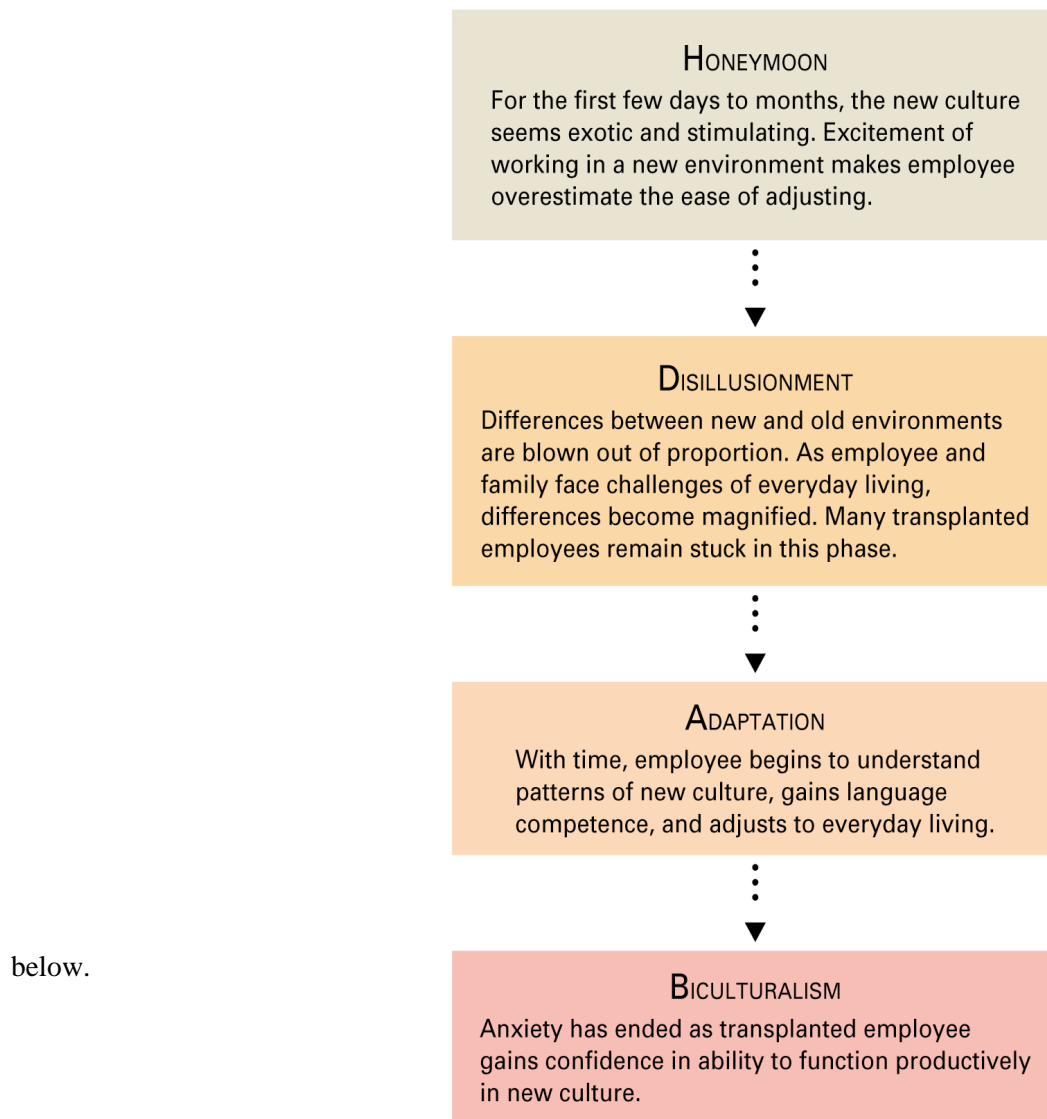 HONEYMOON
For the first few days to months, the new culture
seems exotic and stimulating. Excitement of
working in a new environment makes employee
overestimate the ease of adjusting.
DISILLUSIONMENT
Differences between new and old environments
are blown out of proportion. As employee and
family face challenges of everyday living,
differences become magnified. Many transplanted
employees remain stuck in this phase.
ADAPTATION
With time, employee begins to understand
patterns of new culture, gains language
competence, and adjusts to everyday living.
below.
BICULTURALISM
Anxiety has ended as transplanted employee
gains confidence in ability to function productively
in new culture.